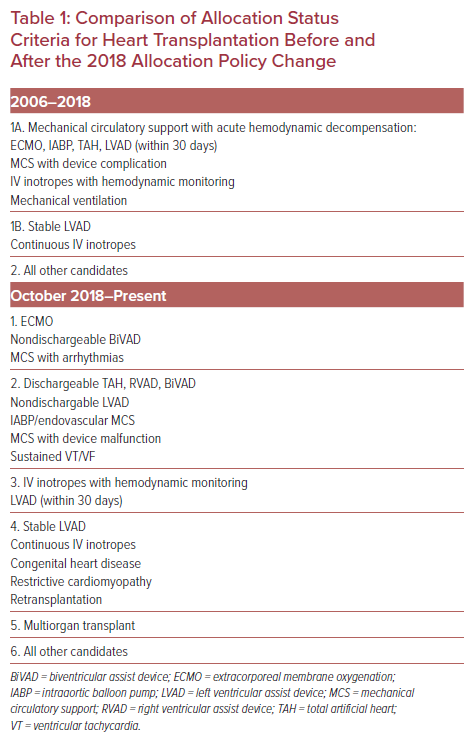 Table 1: Comparison of Allocation Status
Criteria for Heart Transplantation Before and
After the 2018 Allocation Policy Change
2006–2018
1A. Mechanical circulatory support with acute hemodynamic decompensation:
ECMO, IABP, TAH, LVAD (within 30 days)
MCS with device complication
IV inotropes with hemodynamic monitoring
Mechanical ventilation
1B. Stable LVAD
Continuous IV inotropes
2. All other candidates
October 2018–Present
1. ECMO
Nondischargeable BiVAD
MCS with arrhythmias
2. Dischargeable TAH, RVAD, BiVAD
Nondischargable LVAD
IABP/endovascular MCS
MCS with device malfunction
Sustained VT/VF
3. IV inotropes with hemodynamic monitoring
LVAD (within 30 days)
4. Stable LVAD
Continuous IV inotropes
Congenital heart disease
Restrictive cardiomyopathy
Retransplantation
5. Multiorgan transplant
6. All other candidates
BiVAD = biventricular assist device; ECMO = extracorporeal membrane oxygenation;
IABP = intraaortic balloon pump; LVAD = left ventricular assist device; MCS = mechanical
circulatory support; RVAD = right ventricular assist device; TAH = total artificial heart;
VT = ventricular tachycardia.